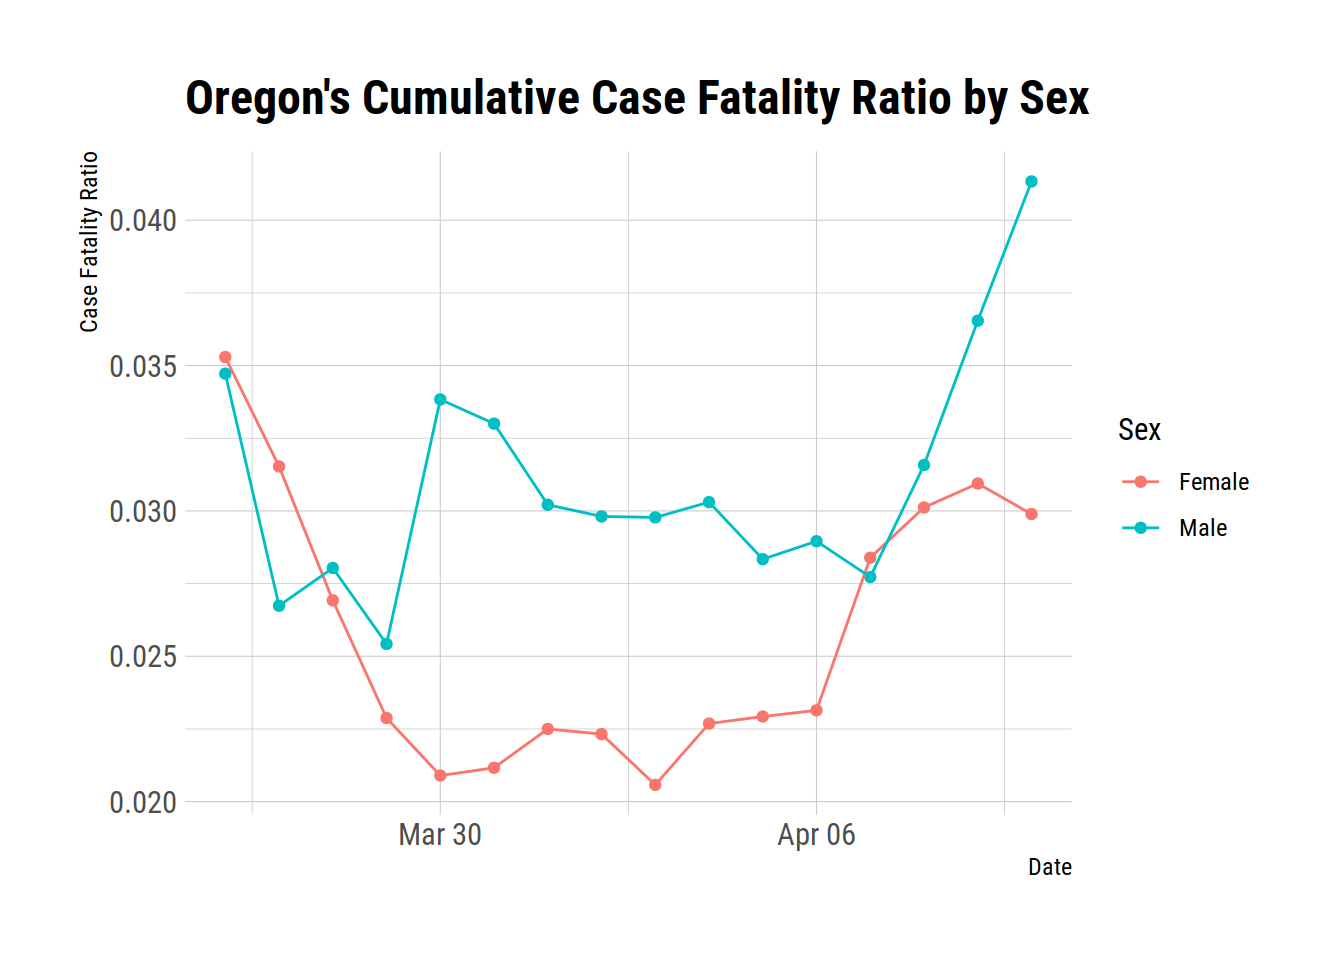 Oregon's Cumulative Case Fatality Ratio by Sex
Case Fatality Ratio
0.040
0.035
0.030
0.025
0.020
Mar 30
Apr 06
Date
Sex
Female
Male